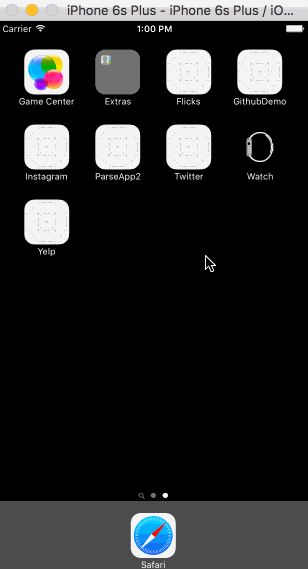 iPhone 6s Plus - iPhone 6s Plus / iO...
Carrier 1:00 PM
Game Center Extras Flicks GithubDemo
Instagram ParseApp2 Twitter Watch
Yelp
Safari